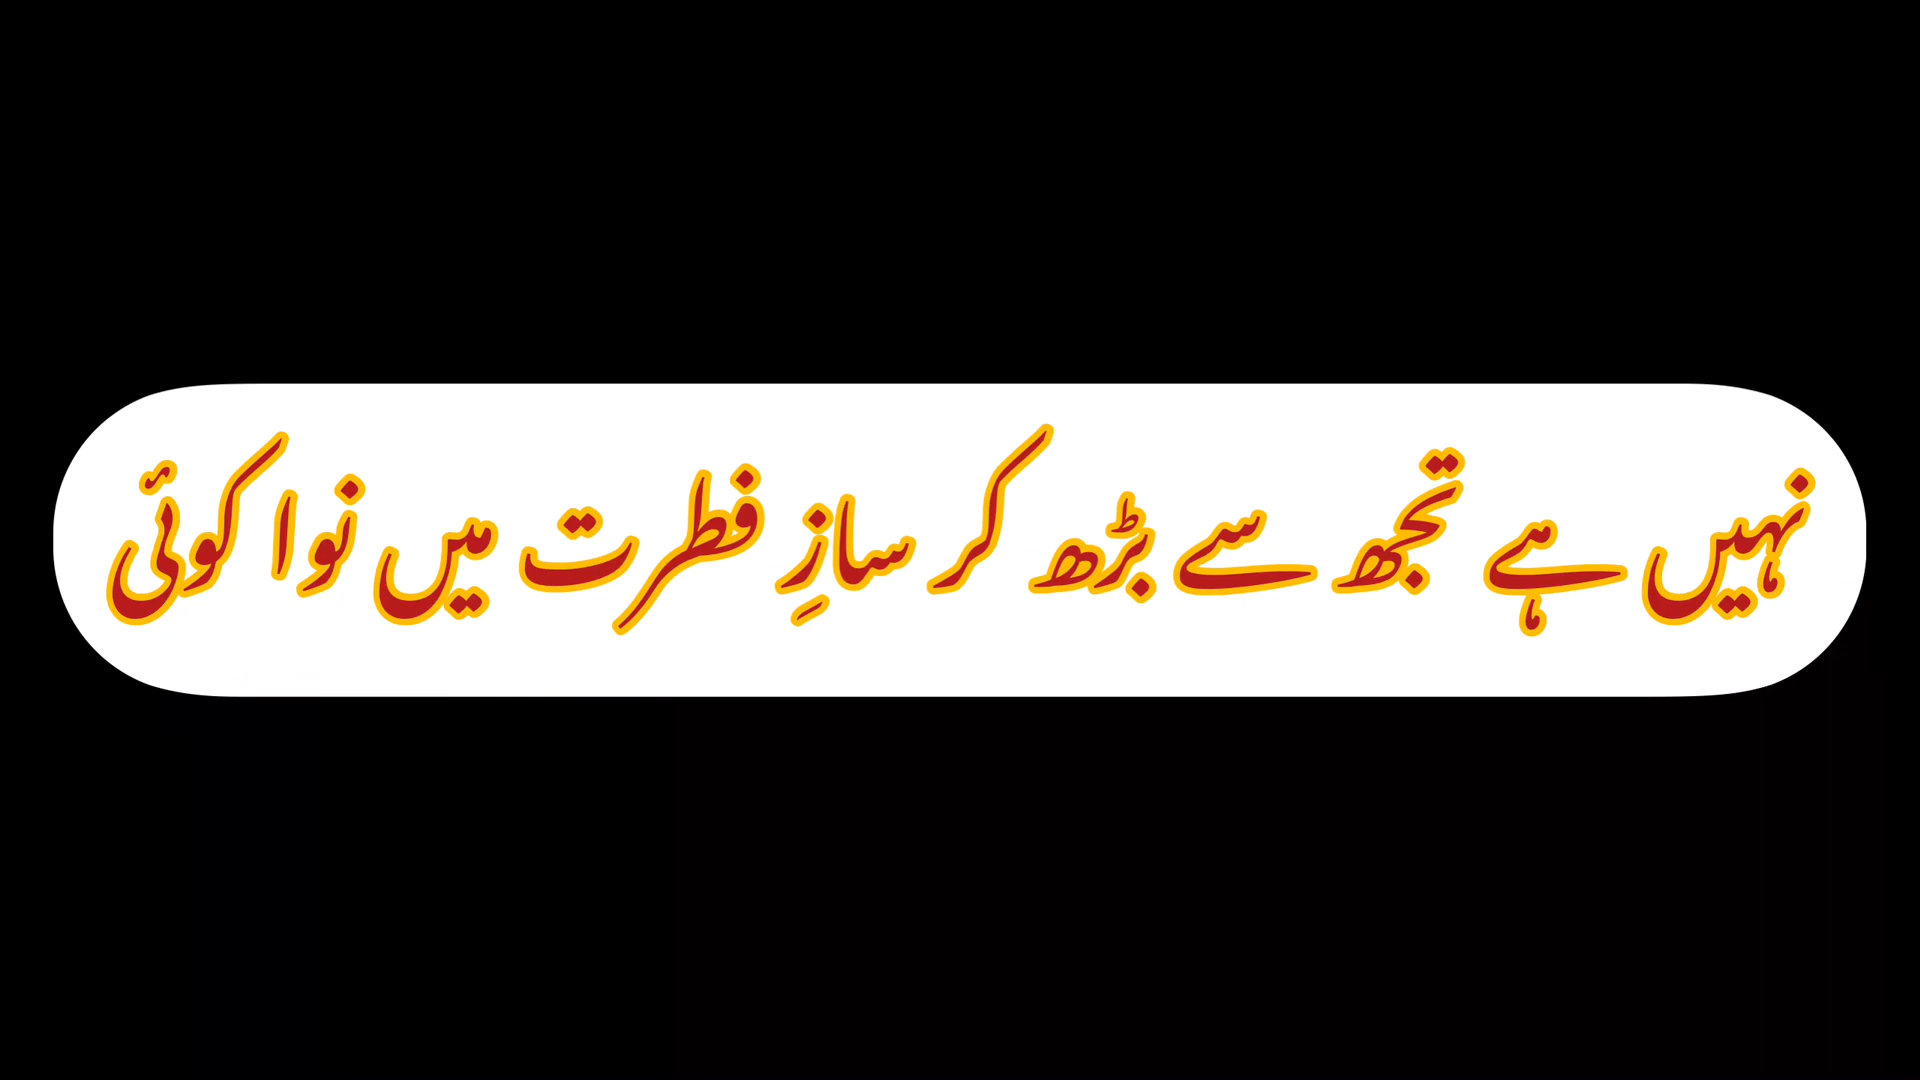 نہیں ہے تجھ سے بڑھ کر سازِ فطرت میں نوا کوئی